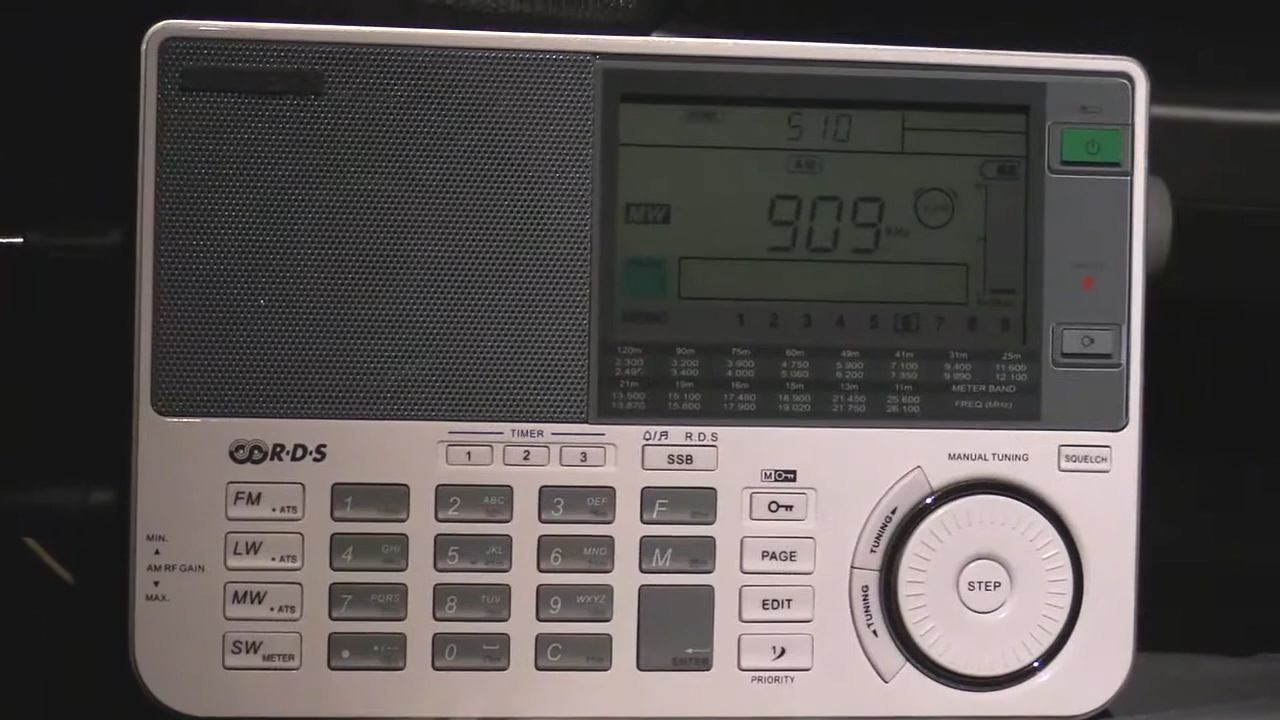 510
AM
MW
909
KHz
1 2 3 4 5 6 7 8 9
120m 90m 75m 60m 49m 41m 31m 25m
2.300 3.200 3.900 4.750 5.900 7.100 9.400 11.600
2.495 3.400 4.000 5.060 6.200 7.350 9.990 12.100
21m 19m 16m 15m 13m 11m METER BAND
13.500 15.100 17.480 18.900 21.450 25.600
13.870 15.800 17.900 19.020 21.750 26.100 FREQ (MHz)
R·D·S
TIMER
1 2 3
R.D.S
SSB
MANUAL TUNING
SQUELCH
M
FM • ATS
1
2 ABC
3 DEF
F
MIN.
AM RF GAIN
MAX.
LW • ATS
4 GHI
5 JKL
6 MNO
M
PAGE
MW • ATS
7 PQRS
8 TUV
9 WXYZ
EDIT
SW METER
0
C
ENTER
PRIORITY
TUNING
TUNING
STEP